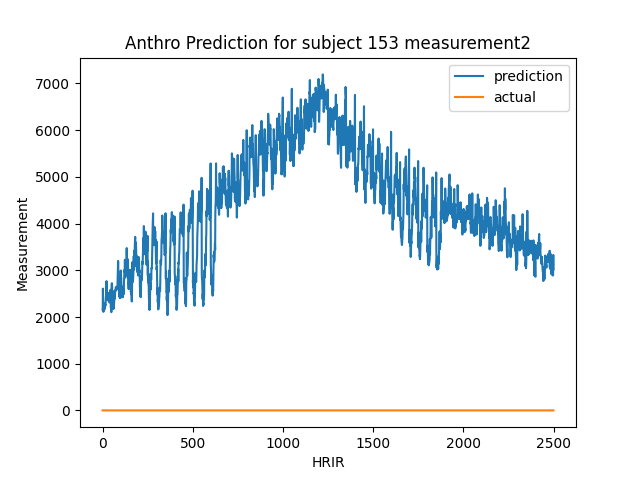 Anthro Prediction for subject 153 measurement2
prediction
actual
7000
6000
5000
4000
3000
2000
1000
0
Measurement
0 500 1000 1500 2000 2500
HRIR